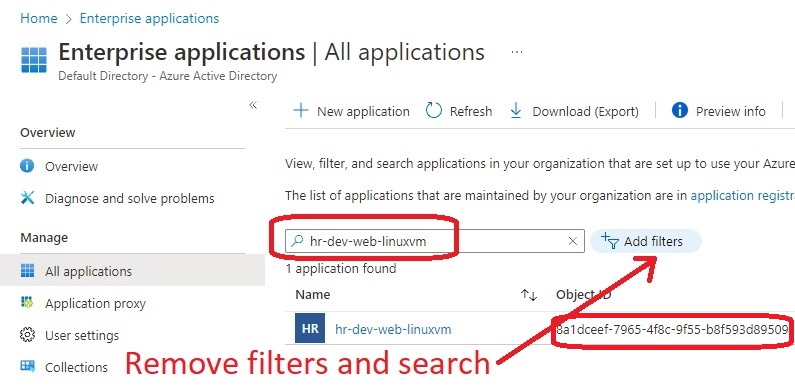 Home > Enterprise applications
Enterprise applications | All applications ...
Default Directory - Azure Active Directory
«
+ New application Refresh Download (Export) Preview info
Overview
Overview
Diagnose and solve problems
Manage
All applications
Application proxy
User settings
Collections
View, filter, and search applications in your organization that are set up to use your Azure
The list of applications that are maintained by your organization are in application registra
hr-dev-web-linuxvm × Add filters
1 application found
Name ↑↓ Object ID
HR hr-dev-web-linuxvm 8a1dceef-7965-4f8c-9f55-b8f593d89509
Remove filters and search